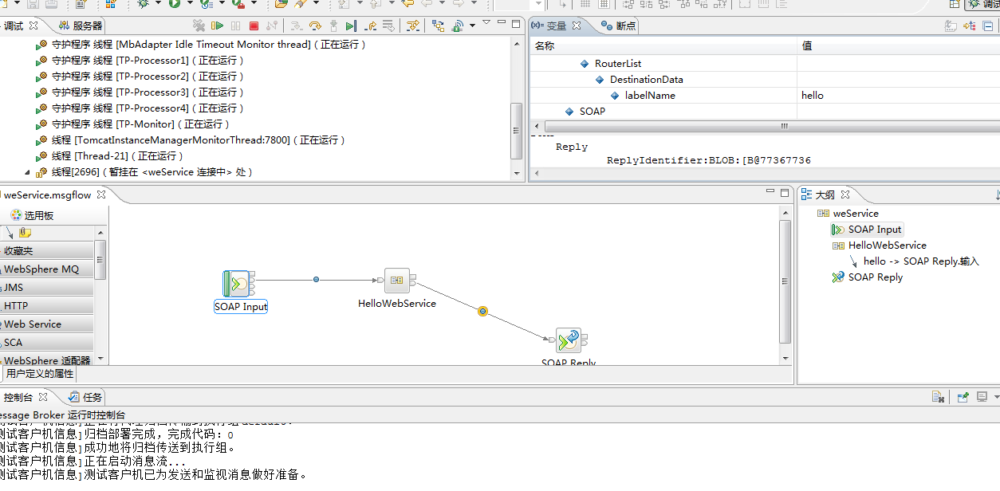 调试
服务器
守护程序 线程 [MbAdapter Idle Timeout Monitor thread]（正在运行）
守护程序 线程 [TP-Processor1]（正在运行）
守护程序 线程 [TP-Processor2]（正在运行）
守护程序 线程 [TP-Processor3]（正在运行）
守护程序 线程 [TP-Processor4]（正在运行）
守护程序 线程 [TP-Monitor]（正在运行）
线程 [TomcatInstanceManagerMonitorThread:7800]（正在运行）
线程 [Thread-21]（正在运行）
线程[2696]（暂挂在 <weService 连接中> 处）
(x)= 变量
断点
名称 值
RouterList
DestinationData
labelName hello
SOAP
Reply
ReplyIdentifier:BLOB:[B@77367736
weService.msgflow
选用板
收藏夹
WebSphere MQ
JMS
HTTP
Web Service
SCA
WebSphere 适配器
用户定义的属性
SOAP Input
HelloWebService
SOAP Reply
大纲
weService
SOAP Input
HelloWebService
hello -> SOAP Reply.输入
SOAP Reply
控制台
任务
essage Broker 运行时控制台
测试客户机信息]归档部署完成，完成代码：0
测试客户机信息]成功地将归档传送到执行组。
测试客户机信息]正在启动消息流...
测试客户机信息]测试客户机已为发送和监视消息做好准备。